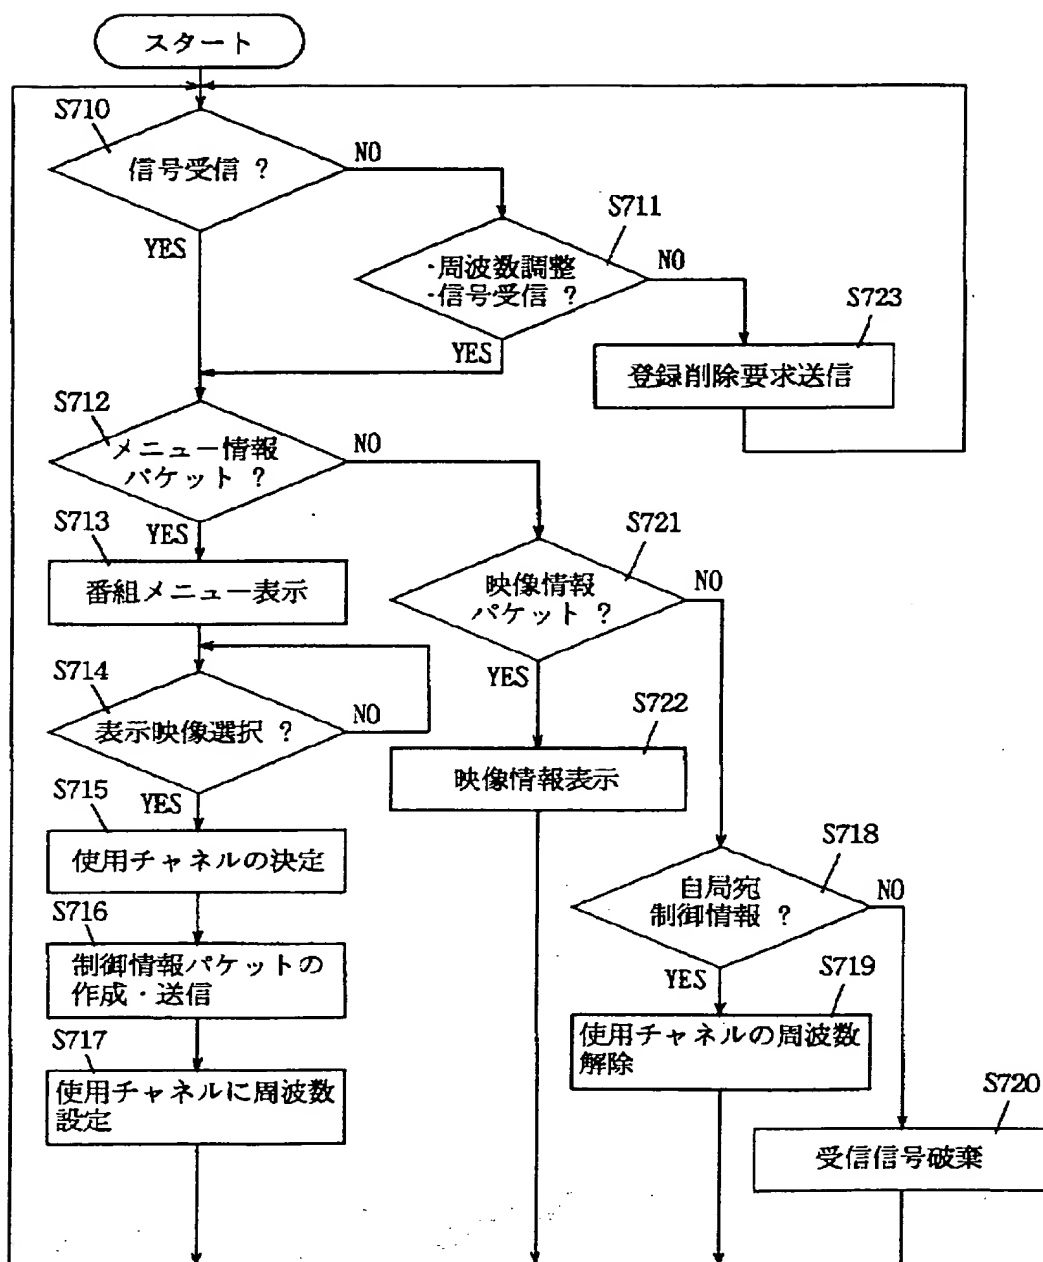 スタート
S710
信号受信 ?
NO
YES
S711
・周波数調整
・信号受信 ?
NO
YES
S723
登録削除要求送信
S712
メニュー情報
パケット ?
NO
YES
S713
番組メニュー表示
S721
映像情報
パケット ?
NO
YES
S714
表示映像選択 ?
NO
YES
S722
映像情報表示
S715
使用チャネルの決定
S718
自局宛
制御情報 ?
NO
YES
S716
制御情報パケットの
作成・送信
S719
使用チャネルの周波数
解除
S717
使用チャネルに周波数
設定
S720
受信信号破棄